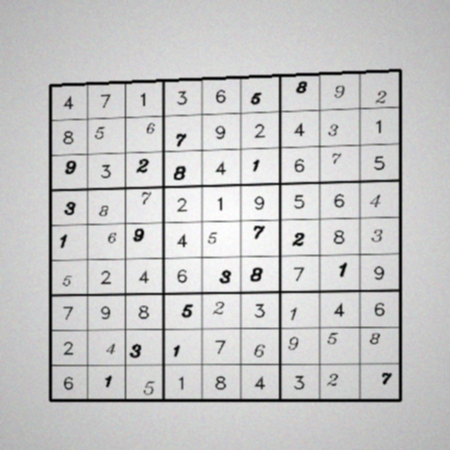 4 7 1 3 6 5 8 9 2
8 5 6 7 9 2 4 3 1
9 3 2 8 4 1 6 7 5
3 8 7 2 1 9 5 6 4
1 6 9 4 5 7 2 8 3
5 2 4 6 3 8 7 1 9
7 9 8 5 2 3 1 4 6
2 4 3 1 7 6 9 5 8
6 1 5 1 8 4 3 2 7